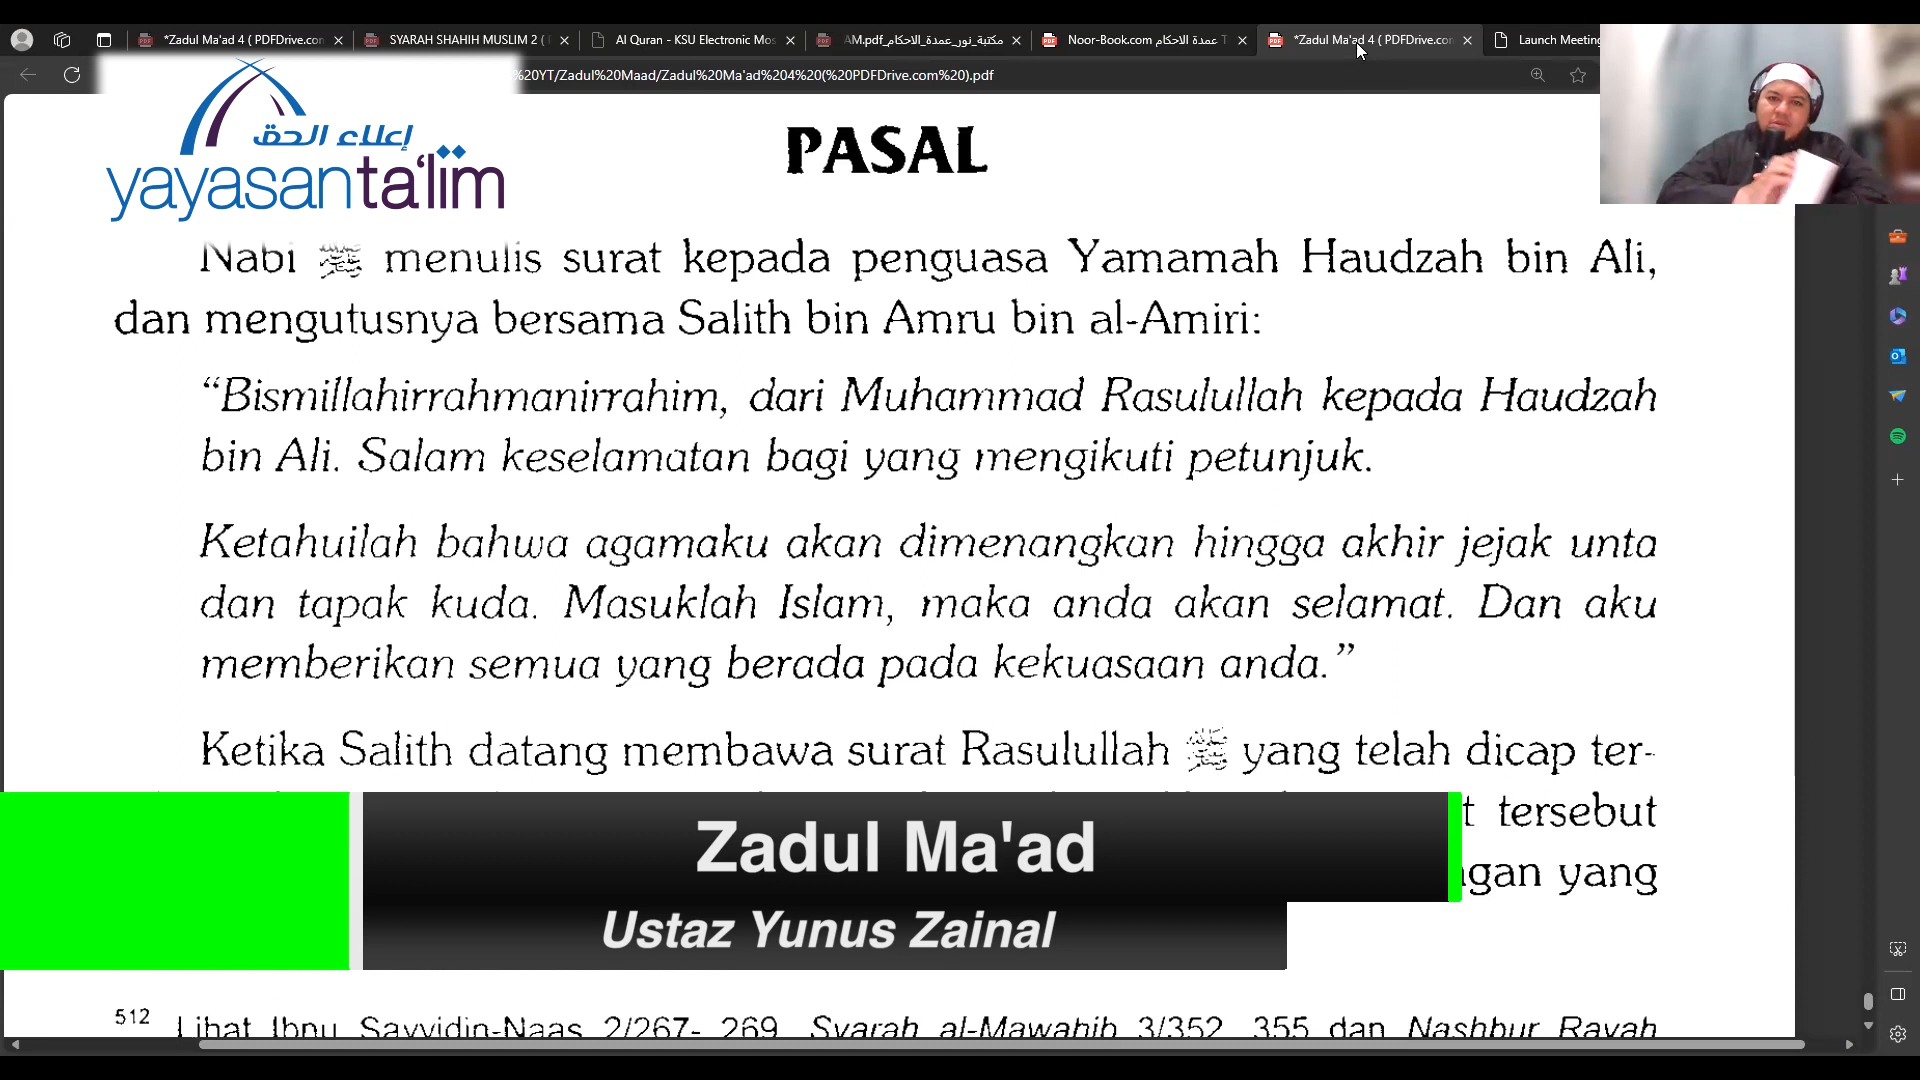 *Zadul Ma'ad 4 ( PDFDrive.co
SYARAH SHAHIH MUSLIM 2 (
Al Quran - KSU Electronic Mos
AM.pdf_مكتبة_نور_عمدة_الاحكام
Noor-Book.com عمدة الاحكام
*Zadul Ma'ad 4 ( PDFDrive.co
Launch Meeting
%20YT/Zadul%20Maad/Zadul%20Ma'ad%204%20(%20PDFDrive.com%20).pdf
إعلاء الحق
yayasanta'lim
PASAL
Nabi ﷺ menulis surat kepada penguasa Yamamah Haudzah bin Ali,
dan mengutusnya bersama Salith bin Amru bin al-Amiri:
“Bismillahirrahmanirrahim, dari Muhammad Rasulullah kepada Haudzah
bin Ali. Salam keselamatan bagi yang mengikuti petunjuk.
Ketahuilah bahwa agamaku akan dimenangkan hingga akhir jejak unta
dan tapak kuda. Masuklah Islam, maka anda akan selamat. Dan aku
memberikan semua yang berada pada kekuasaan anda.”
Ketika Salith datang membawa surat Rasulullah ﷺ yang telah dicap ter-
tersebut
yang
Zadul Ma'ad
Ustaz Yunus Zainal
512 Lihat Ibnu Sayyidin-Naas 2/267- 269, Syarah al-Mawahib 3/352, 355 dan Nashbur Rayah